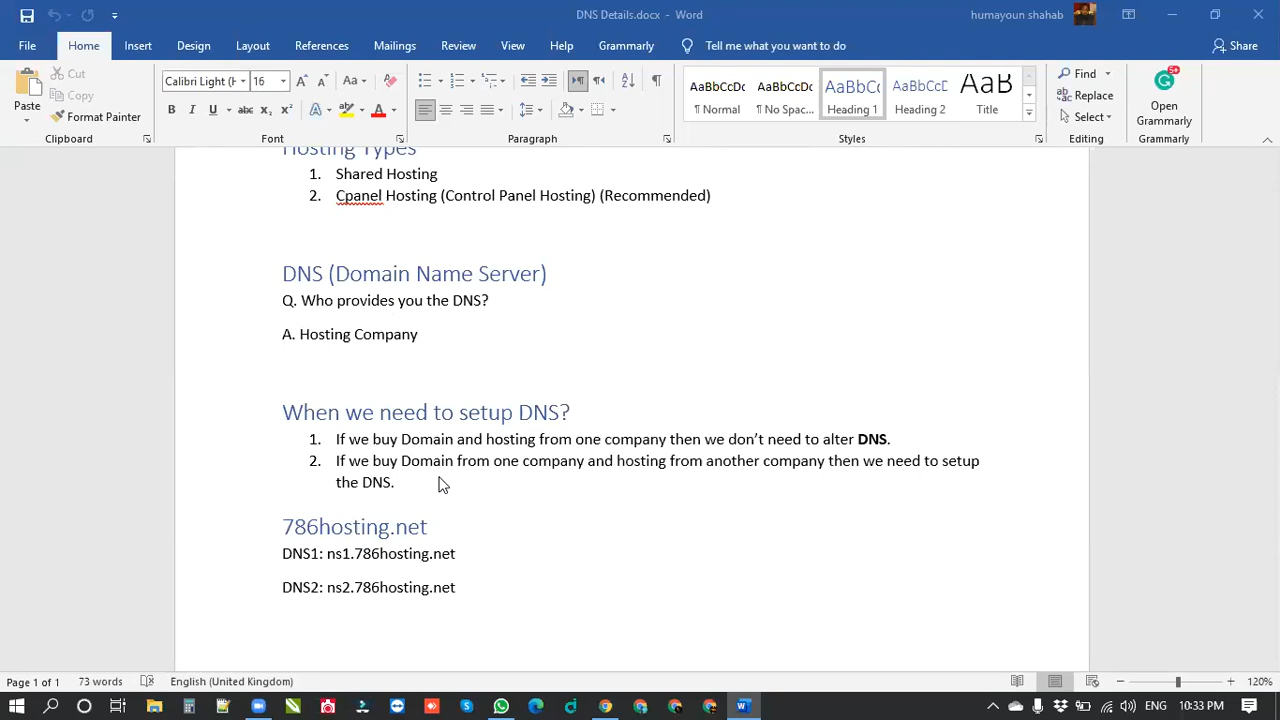 DNS Details.docx - Word
humayoun shahab
File Home Insert Design Layout References Mailings Review View Help Grammarly Tell me what you want to do Share
Cut
Copy
Format Painter
Paste
Calibri Light (H 16
AaBbCcDc AaBbCcDc AaBbCc AaBbCcD AaB
¶ Normal ¶ No Spac... Heading 1 Heading 2 Title
Find
Replace
Select
Open
Grammarly
Clipboard Font Paragraph Styles Editing Grammarly
Hosting Types
1. Shared Hosting
2. Cpanel Hosting (Control Panel Hosting) (Recommended)
DNS (Domain Name Server)
Q. Who provides you the DNS?
A. Hosting Company
When we need to setup DNS?
1. If we buy Domain and hosting from one company then we don’t need to alter DNS.
2. If we buy Domain from one company and hosting from another company then we need to setup
the DNS.
786hosting.net
DNS1: ns1.786hosting.net
DNS2: ns2.786hosting.net
Page 1 of 1 73 words English (United Kingdom) 120%
ENG 10:33 PM